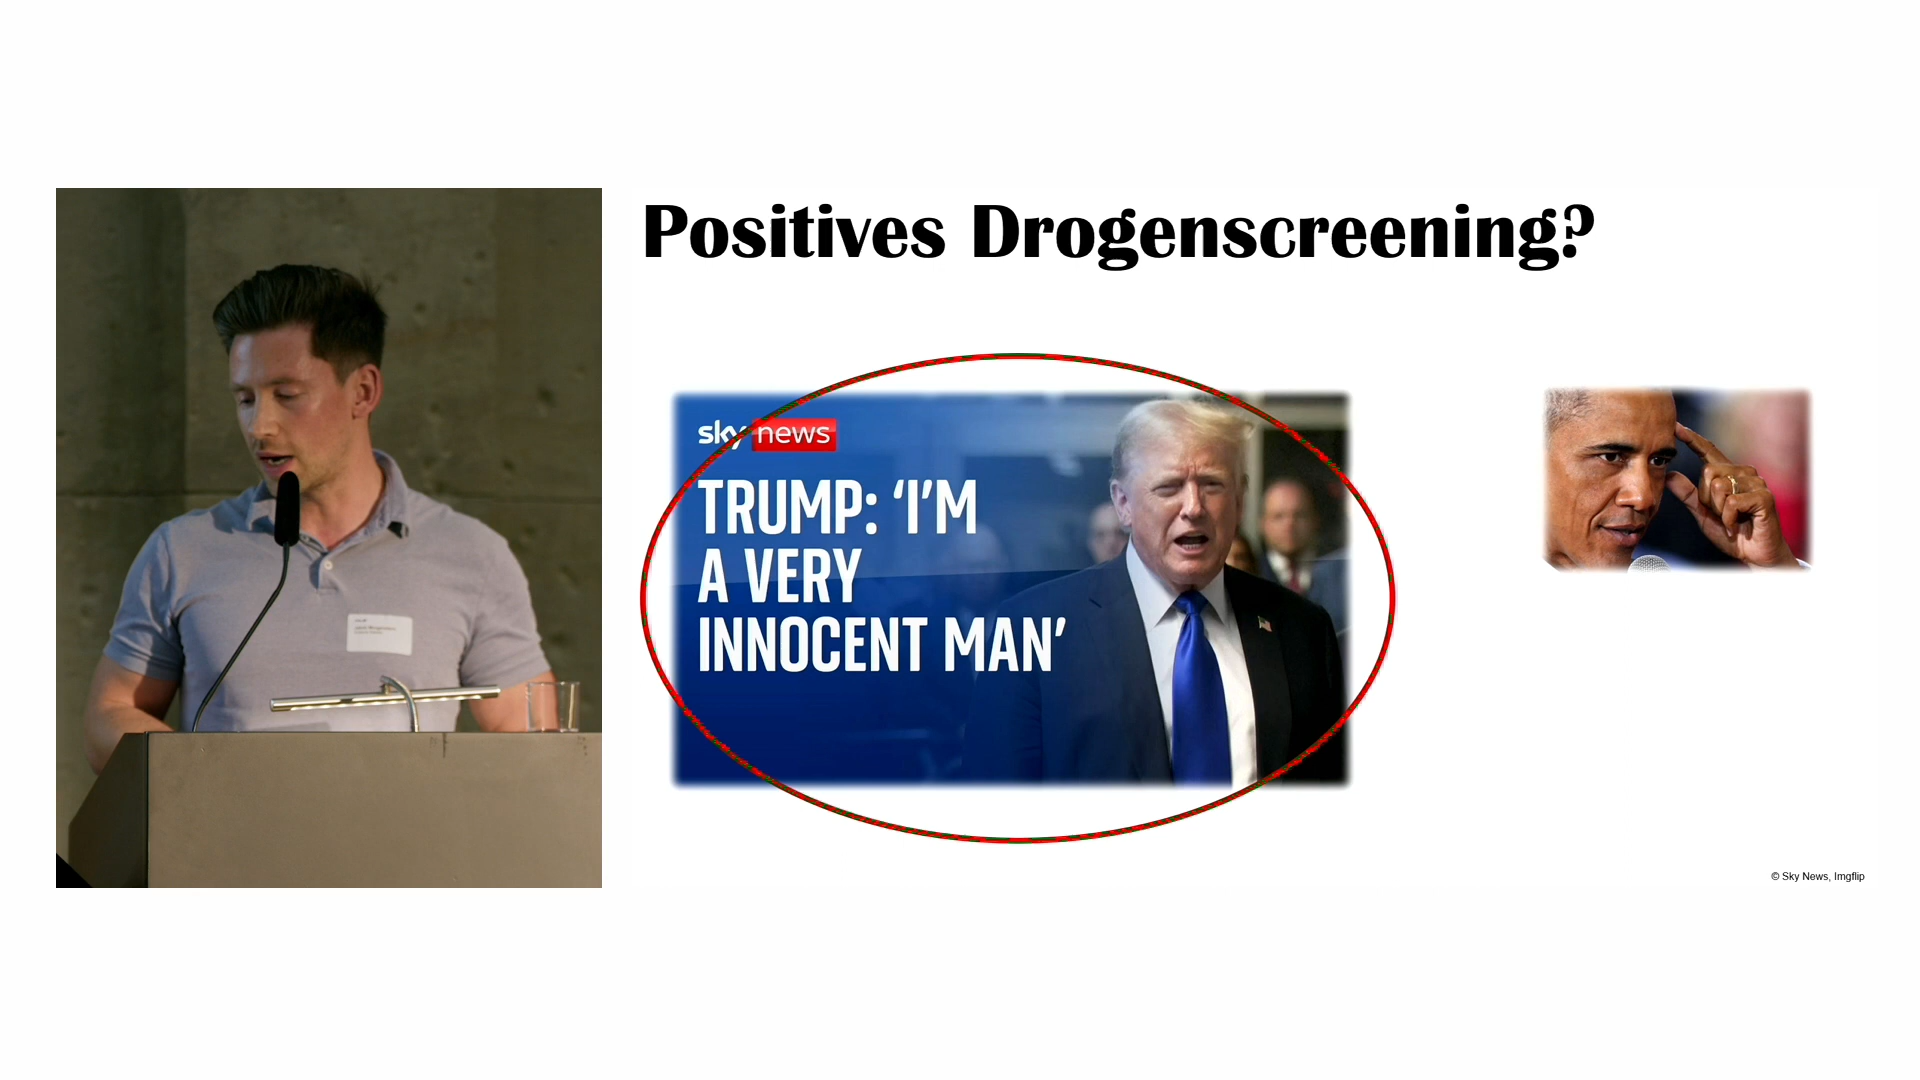 Positives Drogenscreening?
sky news
TRUMP: ‘I’M
A VERY
INNOCENT MAN’
© Sky News, Imgflip